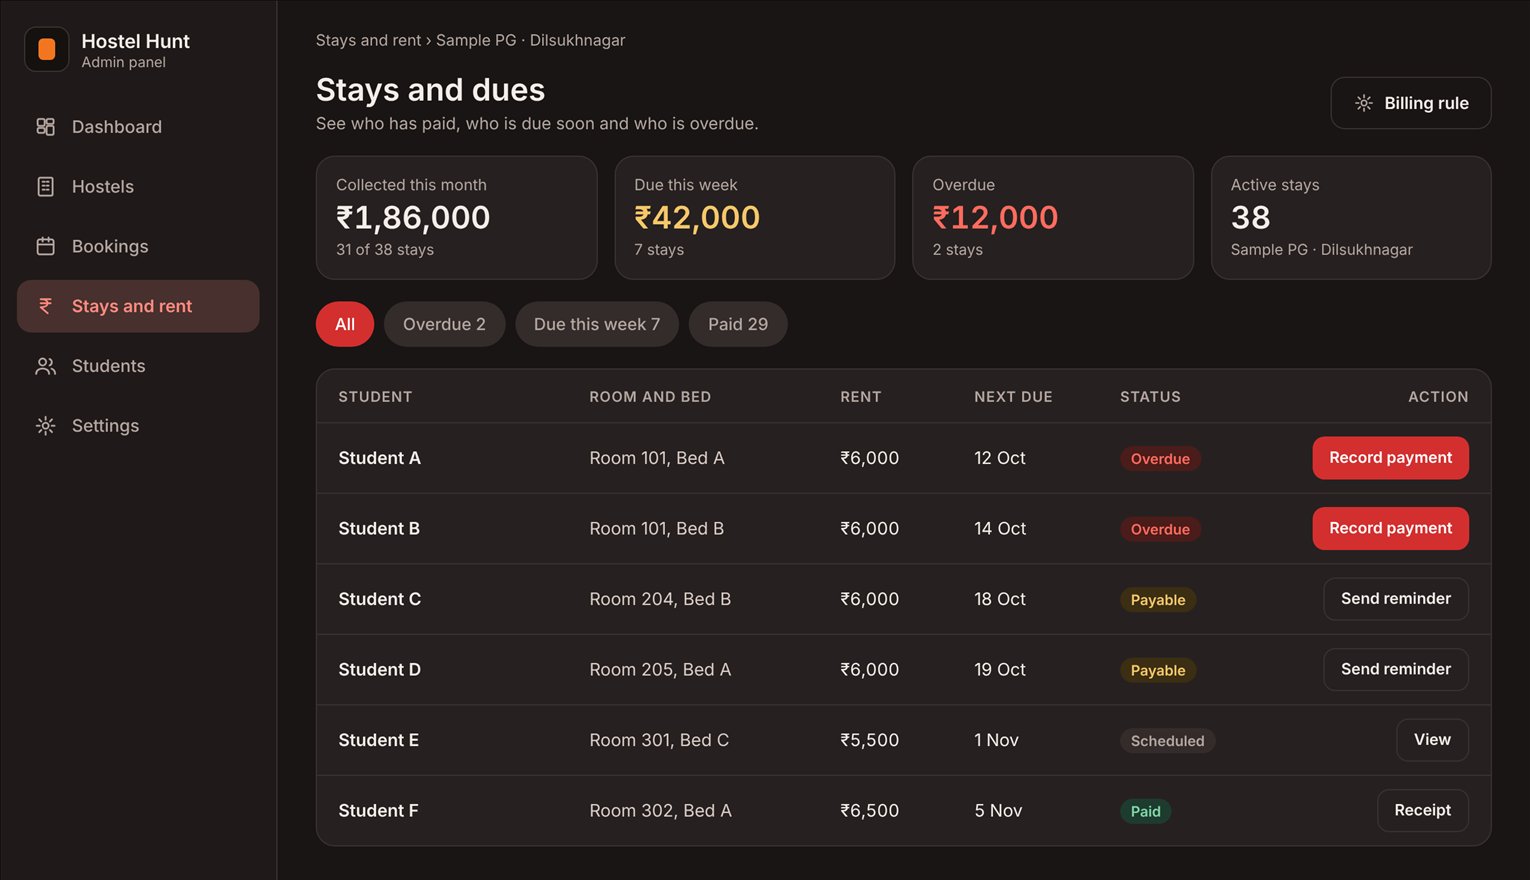 Hostel Hunt
Admin panel
Dashboard
Hostels
Bookings
₹ Stays and rent
Students
Settings
Stays and rent › Sample PG · Dilsukhnagar
Stays and dues
See who has paid, who is due soon and who is overdue.
Billing rule
Collected this month
₹1,86,000
31 of 38 stays
Due this week
₹42,000
7 stays
Overdue
₹12,000
2 stays
Active stays
38
Sample PG · Dilsukhnagar
All Overdue 2 Due this week 7 Paid 29
STUDENT ROOM AND BED RENT NEXT DUE STATUS ACTION
Student A Room 101, Bed A ₹6,000 12 Oct Overdue Record payment
Student B Room 101, Bed B ₹6,000 14 Oct Overdue Record payment
Student C Room 204, Bed B ₹6,000 18 Oct Payable Send reminder
Student D Room 205, Bed A ₹6,000 19 Oct Payable Send reminder
Student E Room 301, Bed C ₹5,500 1 Nov Scheduled View
Student F Room 302, Bed A ₹6,500 5 Nov Paid Receipt